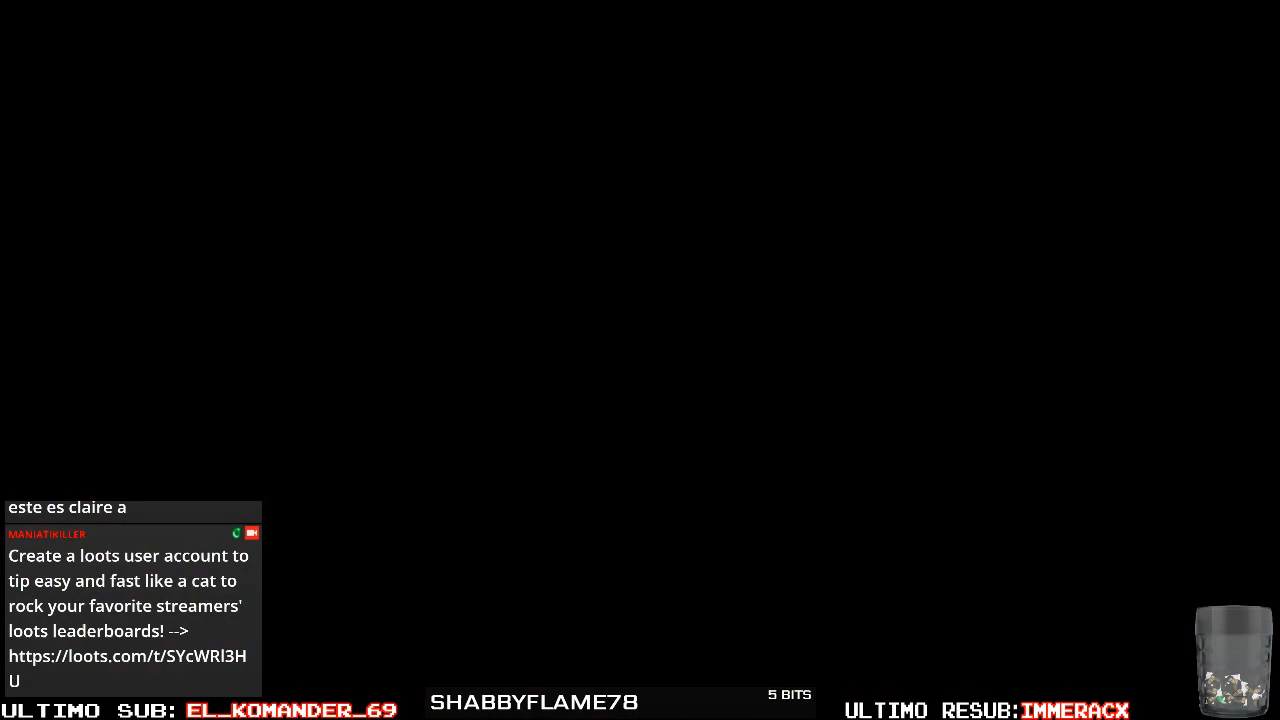 este es claire a
MANIATIKILLER
Create a loots user account to
tip easy and fast like a cat to
rock your favorite streamers'
loots leaderboards! -->
https://loots.com/t/SYcWRl3H
U
ULTIMO SUB: EL_KOMANDER_69
SHABBYFLAME78
5 BITS
ULTIMO RESUB:IMMERACX